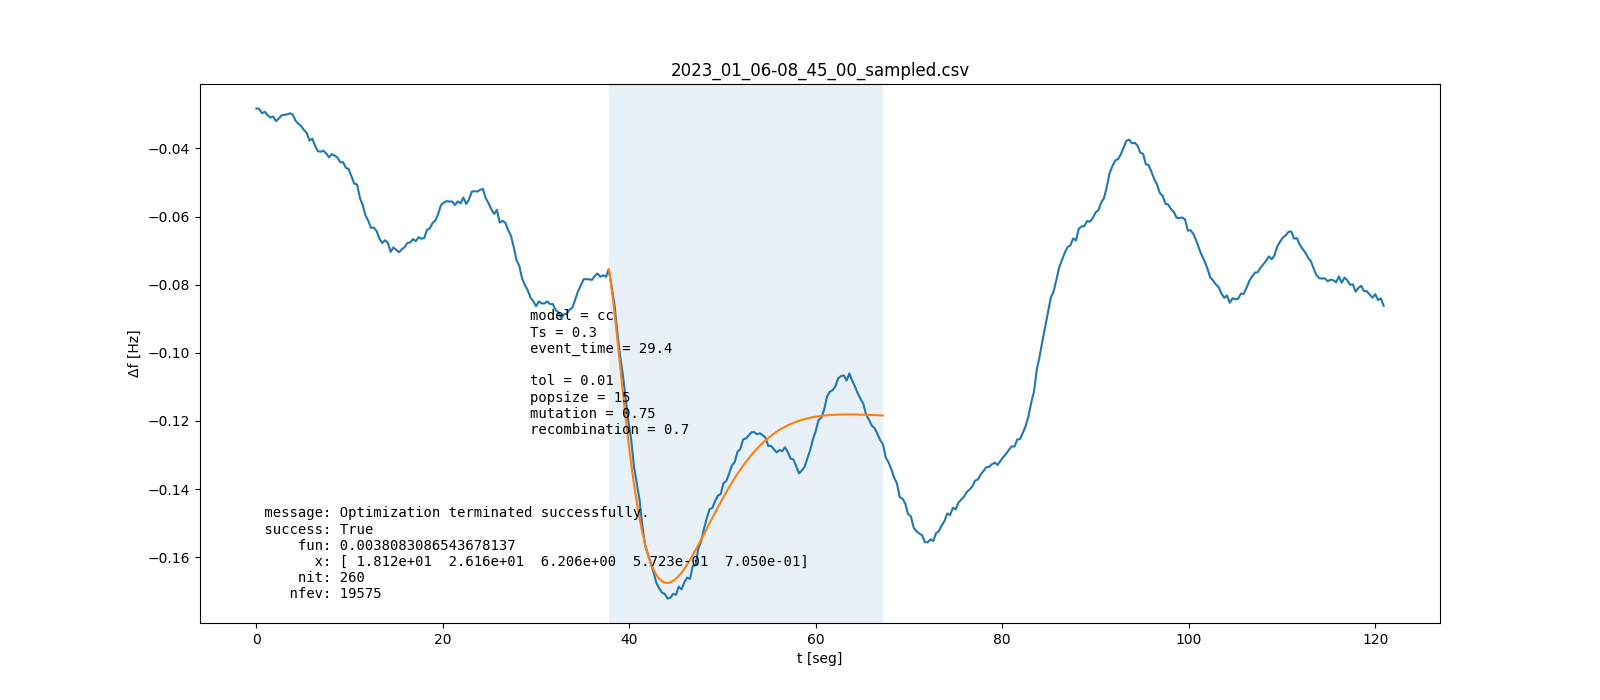 2023_01_06-08_45_00_sampled.csv
Δf [Hz]
−0.04
−0.06
−0.08
−0.10
−0.12
−0.14
−0.16
model = cc
Ts = 0.3
event_time = 29.4
tol = 0.01
popsize = 15
mutation = 0.75
recombination = 0.7
message: Optimization terminated successfully.
success: True
fun: 0.0038083086543678137
x: [ 1.812e+01  2.616e+01  6.206e+00  5.723e-01  7.050e-01]
nit: 260
nfev: 19575
0 20 40 60 80 100 120
t [seg]